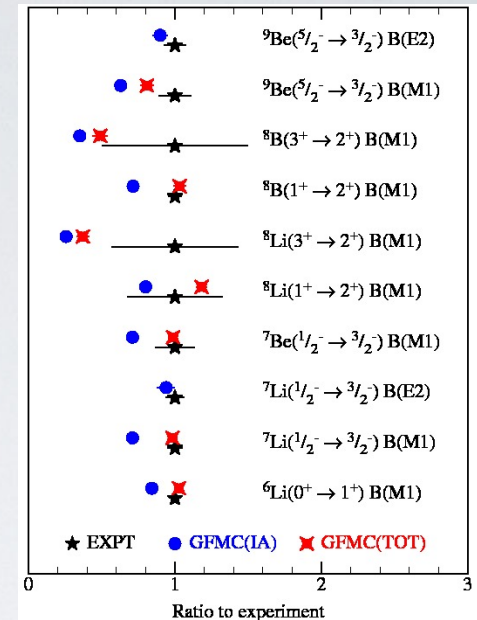 ⁹Be(⁵/₂⁻ → ³/₂⁻) B(E2)
⁹Be(⁵/₂⁻ → ³/₂⁻) B(M1)
⁸B(3⁺ → 2⁺) B(M1)
⁸B(1⁺ → 2⁺) B(M1)
⁸Li(3⁺ → 2⁺) B(M1)
⁸Li(1⁺ → 2⁺) B(M1)
⁷Be(¹/₂⁻ → ³/₂⁻) B(M1)
⁷Li(¹/₂⁻ → ³/₂⁻) B(E2)
⁷Li(¹/₂⁻ → ³/₂⁻) B(M1)
⁶Li(0⁺ → 1⁺) B(M1)
EXPT GFMC(IA) GFMC(TOT)
0 1 2 3
Ratio to experiment